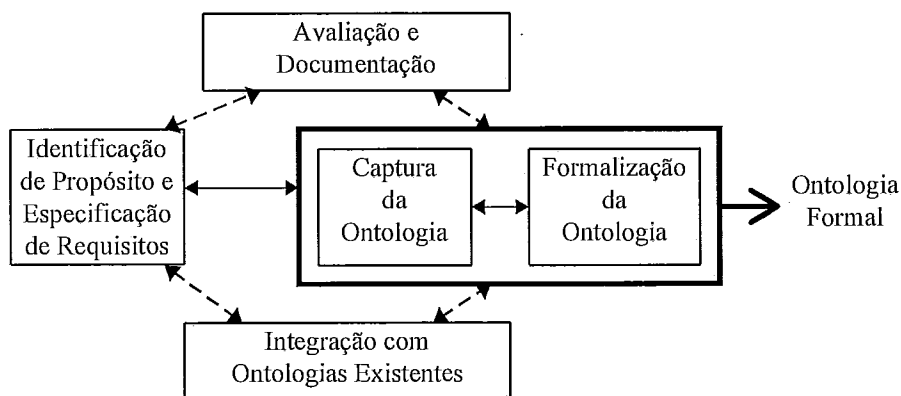 Avaliação e
Documentação
Identificação
de Propósito e
Especificação
de Requisitos
Captura
da
Ontologia
Formalização
da
Ontologia
Ontologia
Formal
Integração com
Ontologias Existentes